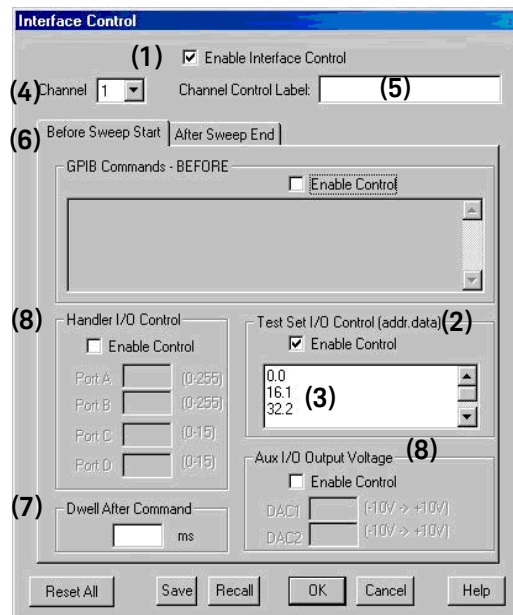 Interface Control
(1) Enable Interface Control
(4) Channel 1 Channel Control Label: (5)
(6) Before Sweep Start After Sweep End
GPIB Commands - BEFORE
Enable Control
(8) Handler I/O Control
Enable Control
Port A (0-255)
Port B (0-255)
Port C (0-15)
Port D (0-15)
Test Set I/O Control (addr.data) (2)
Enable Control
0.0
16.1
32.2
(3)
Aux I/O Output Voltage (8)
Enable Control
DAC1 (-10V -> +10V)
DAC2 (-10V -> +10V)
(7) Dwell After Command
ms
Reset All Save Recall OK Cancel Help